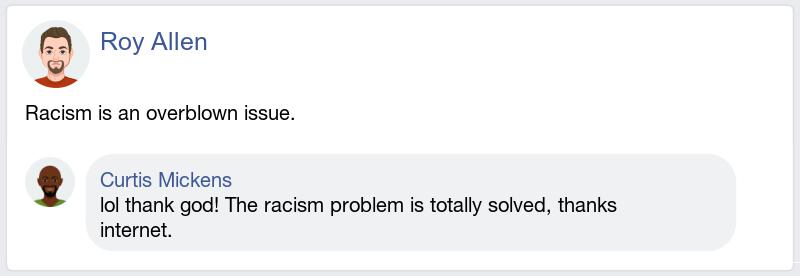 Roy Allen
Racism is an overblown issue.
Curtis Mickens
lol thank god! The racism problem is totally solved, thanks
internet.